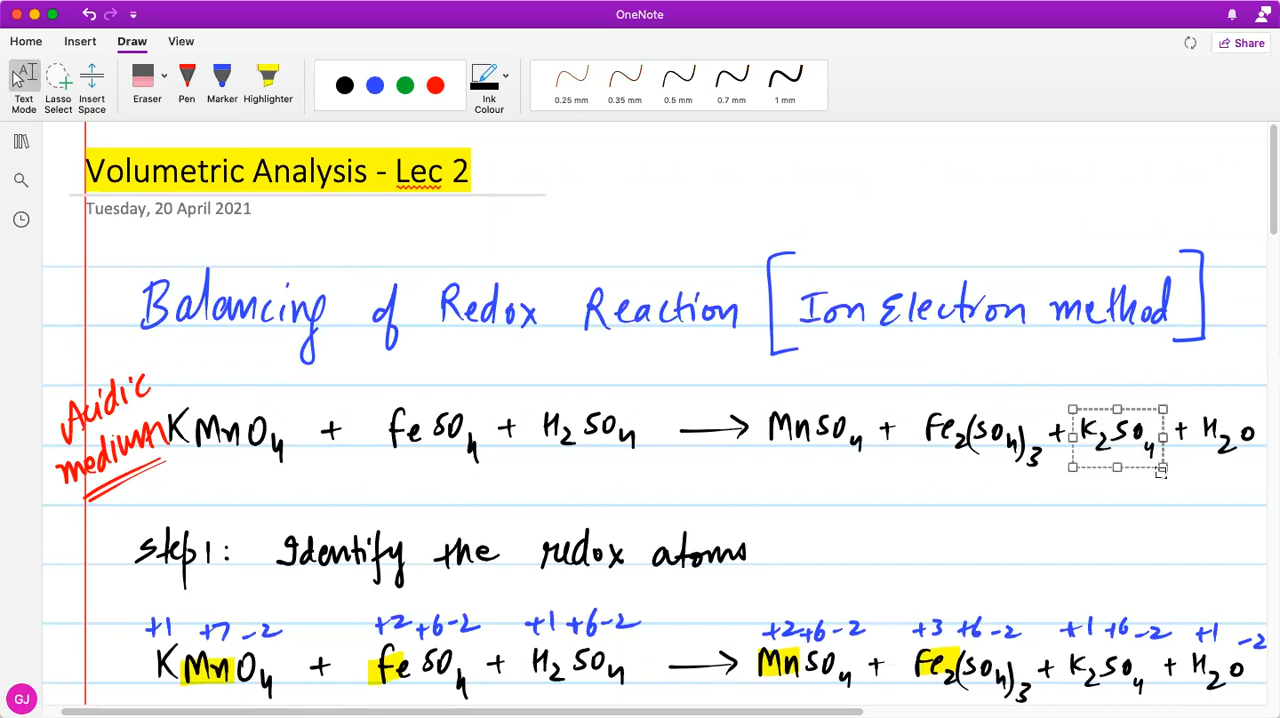 OneNote
Home Insert Draw View
Share
Text Mode Lasso Select Insert Space Eraser Pen Marker Highlighter Ink Colour 0.25 mm 0.35 mm 0.5 mm 0.7 mm 1 mm
Volumetric Analysis - Lec 2
Tuesday, 20 April 2021
Balancing of Redox Reaction [Ion Electron method]
Acidic medium
KMnO4 + FeSO4 + H2SO4 → MnSO4 + Fe2(SO4)3 + K2SO4 + H2O
Step1: Identify the redox atoms
+1 +7 -2 +2 +6 -2 +1 +6 -2 +2 +6 -2 +3 +6 -2 +1 +6 -2 +1 -2
KMnO4 + FeSO4 + H2SO4 → MnSO4 + Fe2(SO4)3 + K2SO4 + H2O
GJ